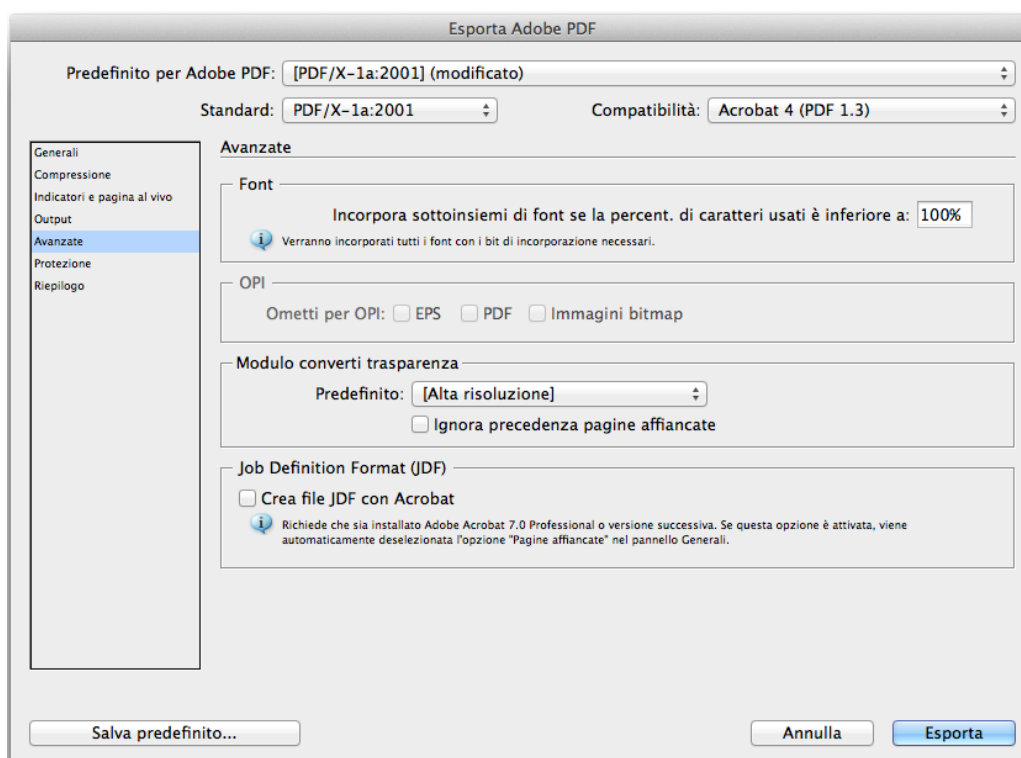 Esporta Adobe PDF
Predefinito per Adobe PDF: [PDF/X-1a:2001] (modificato)
Standard: PDF/X-1a:2001 Compatibilità: Acrobat 4 (PDF 1.3)
Generali
Compressione
Indicatori e pagina al vivo
Output
Avanzate
Protezione
Riepilogo
Avanzate
Font
Incorpora sottoinsiemi di font se la percent. di caratteri usati è inferiore a: 100%
Verranno incorporati tutti i font con i bit di incorporazione necessari.
OPI
Ometti per OPI: EPS PDF Immagini bitmap
Modulo converti trasparenza
Predefinito: [Alta risoluzione]
Ignora precedenza pagine affiancate
Job Definition Format (JDF)
Crea file JDF con Acrobat
Richiede che sia installato Adobe Acrobat 7.0 Professional o versione successiva. Se questa opzione è attivata, viene
automaticamente deselezionata l'opzione "Pagine affiancate" nel pannello Generali.
Salva predefinito... Annulla Esporta